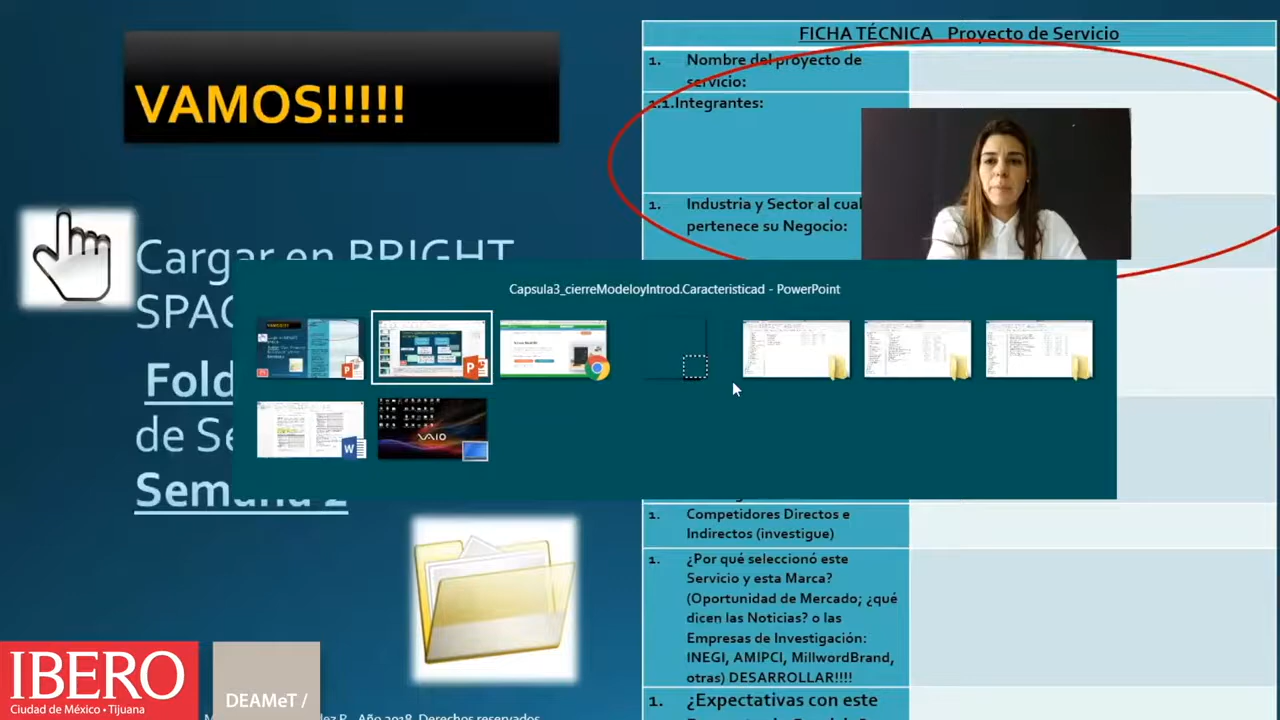 VAMOS!!!!!
Cargar en BRIGHT
de Se
Semana 2
FICHA TÉCNICA Proyecto de Servicio
1. Nombre del proyecto de
servicio:
1.1.Integrantes:
1. Industria y Sector al cual
pertenece su Negocio:
Capsula3_cierreModeloyIntrod.Caracteristicad - PowerPoint
VAIO
1. Competidores Directos e
Indirectos (investigue)
1. ¿Por qué seleccionó este
Servicio y esta Marca?
(Oportunidad de Mercado; ¿qué
dicen las Noticias? o las
Empresas de Investigación:
INEGI, AMIPCI, MillwordBrand,
otras) DESARROLLAR!!!!
1. ¿Expectativas con este
IBERO
Ciudad de México • Tijuana
DEAMeT /
Año 2018. Derechos reservados